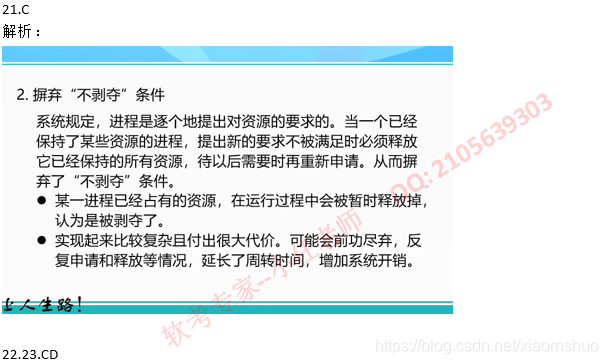 21.C
解析：
2. 摒弃“不剥夺”条件
系统规定，进程是逐个地提出对资源的要求的。当一个已经
保持了某些资源的进程，提出新的要求不被满足时必须释放
它已经保持的所有资源，待以后需要时再重新申请。从而摒
弃了“不剥夺”条件。
● 某一进程已经占有的资源，在运行过程中会被暂时释放掉，
认为是被剥夺了。
● 实现起来比较复杂且付出很大代价。可能会前功尽弃，反
复申请和释放等情况，延长了周转时间，增加系统开销。
软考专家--小任老师 QQ: 2105639303
人生路！
https://blog.csdn.net/xiaomshuo
22.23.CD